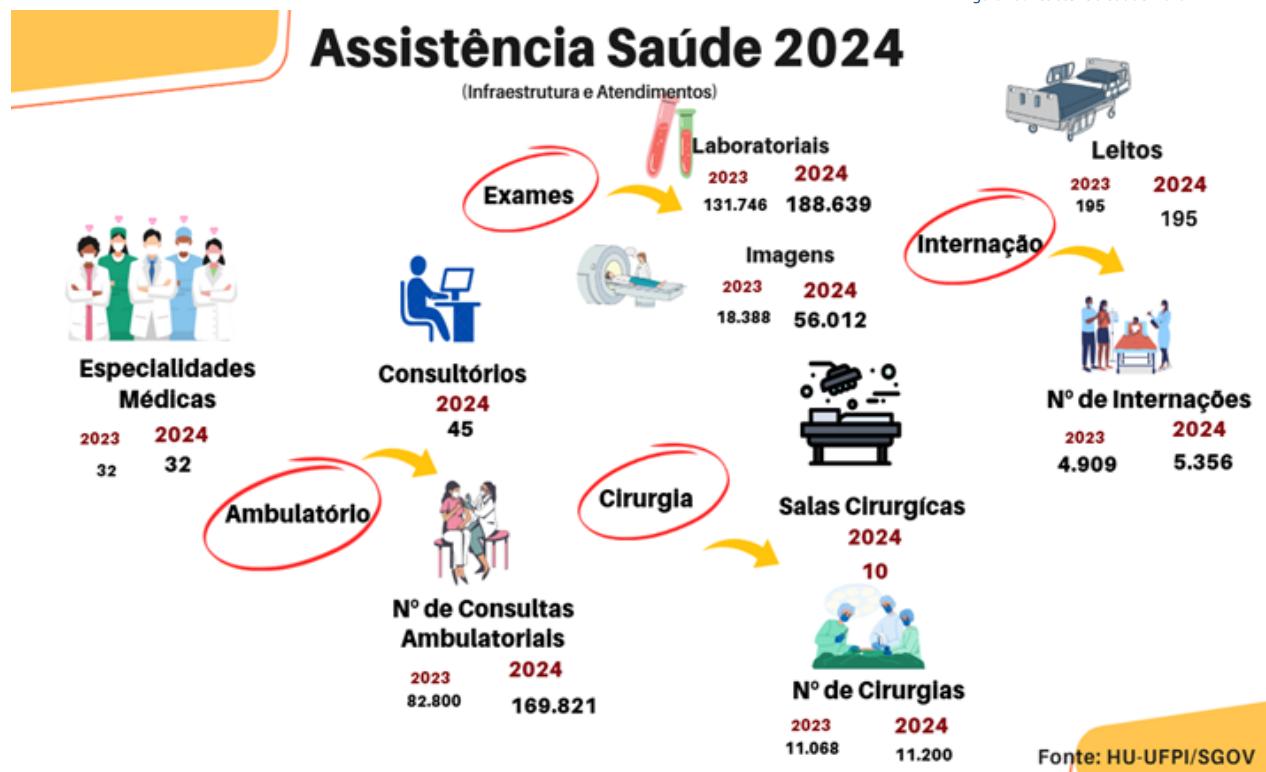 Assistência Saúde 2024
(Infraestrutura e Atendimentos)
Especialidades
Médicas
2023 2024
32 32
Ambulatório
Consultórios
2024
45
Nº de Consultas
Ambulatoriais
2023 2024
82.800 169.821
Exames
Laboratoriais
2023 2024
131.746 188.639
Imagens
2023 2024
18.388 56.012
Cirurgia
Salas Cirurgícas
2024
10
Nº de Cirurgias
2023 2024
11.068 11.200
Internação
Leitos
2023 2024
195 195
Nº de Internações
2023 2024
4.909 5.356
Fonte: HU-UFPI/SGOV